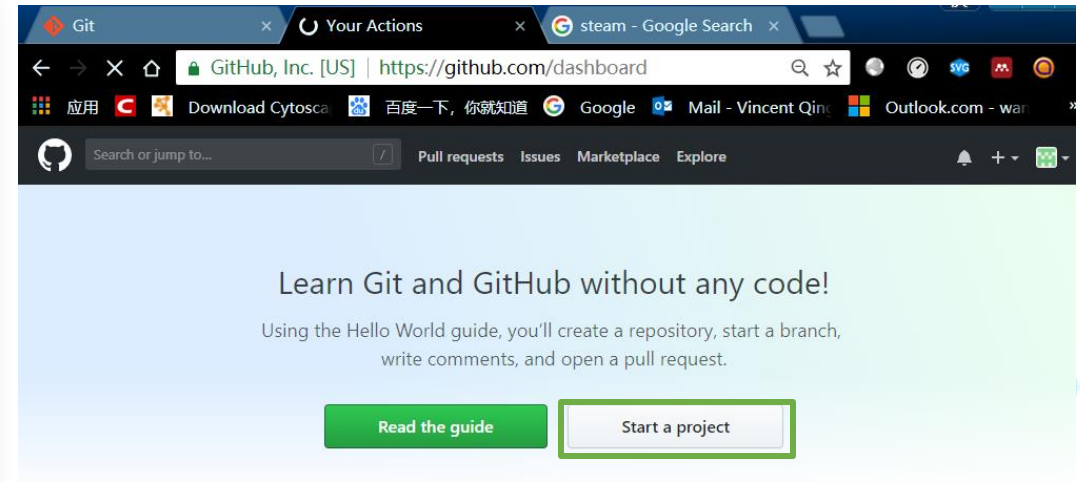 Git × Your Actions × steam - Google Search ×
GitHub, Inc. [US] | https://github.com/dashboard SVG
应用 Download Cytosca 百度一下，你就知道 Google Mail - Vincent Qing Outlook.com - wan »
Search or jump to... / Pull requests Issues Marketplace Explore
Learn Git and GitHub without any code!
Using the Hello World guide, you'll create a repository, start a branch,
write comments, and open a pull request.
Read the guide Start a project